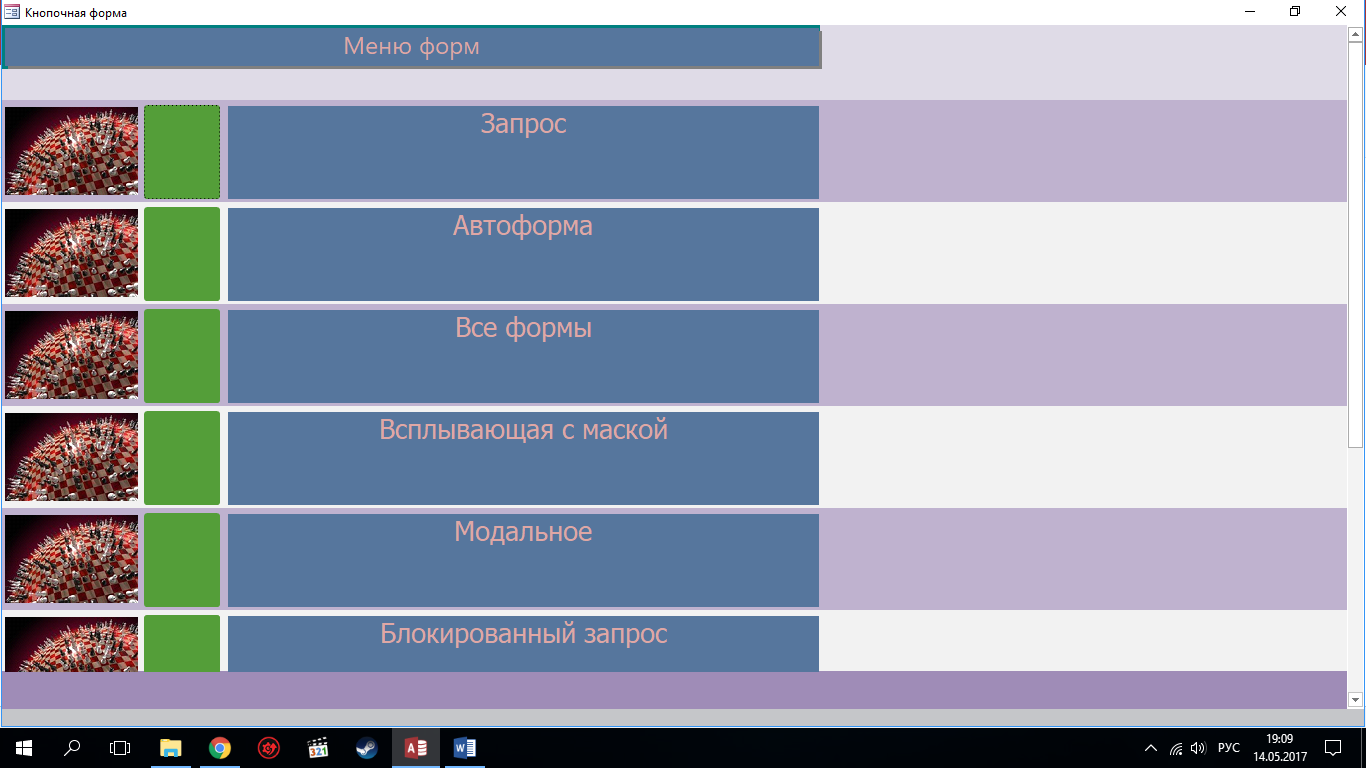 Кнопочная форма
Меню форм
Запрос
Автоформа
Все формы
Всплывающая с маской
Модальное
Блокированный запрос
321
РУС
19:09
14.05.2017